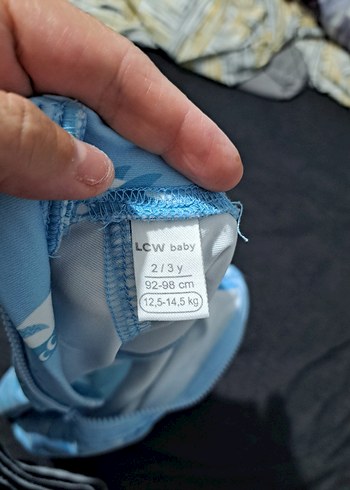 LCW baby
2 / 3 y
92-98 cm
12,5-14,5 kg